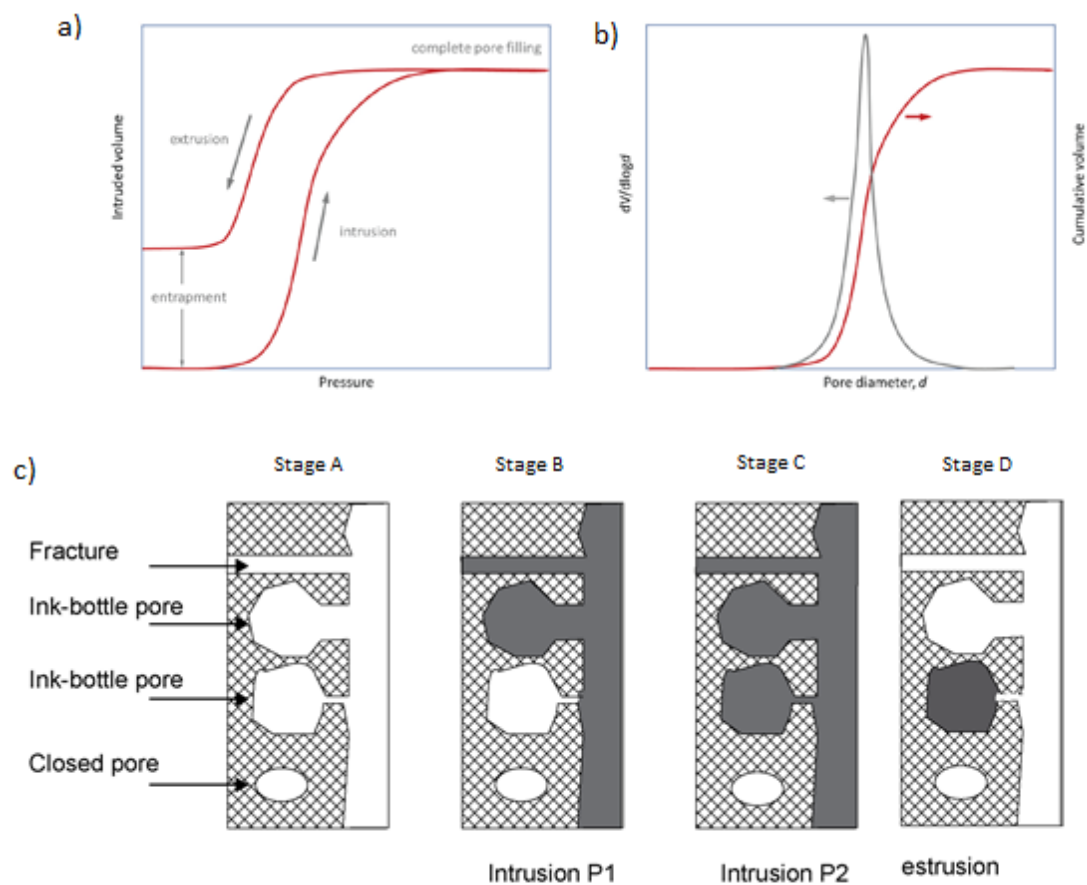 a)
complete pore filling
extrusion
intrusion
entrapment
Intruded volume
Pressure
b)
dV/dlogd
Cumulative volume
Pore diameter, d
c)
Stage A
Stage B
Stage C
Stage D
Fracture
Ink-bottle pore
Ink-bottle pore
Closed pore
Intrusion P1
Intrusion P2
estrusion